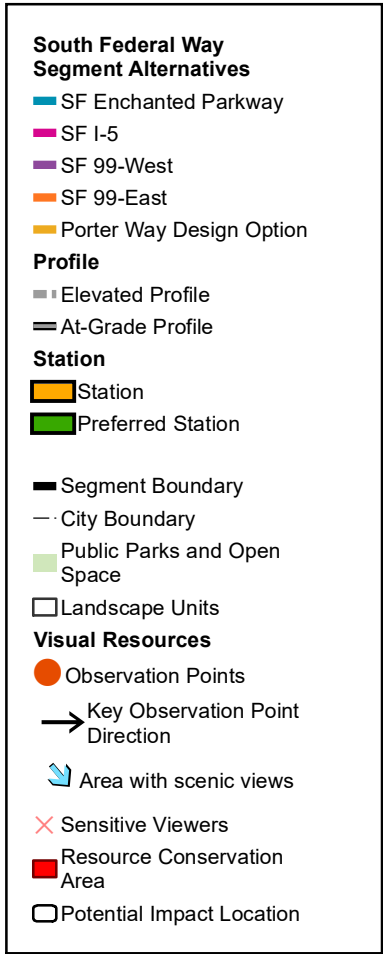 South Federal Way
Segment Alternatives
SF Enchanted Parkway
SF I-5
SF 99-West
SF 99-East
Porter Way Design Option
Profile
Elevated Profile
At-Grade Profile
Station
Station
Preferred Station
Segment Boundary
City Boundary
Public Parks and Open
Space
Landscape Units
Visual Resources
Observation Points
Key Observation Point
Direction
Area with scenic views
Sensitive Viewers
Resource Conservation
Area
Potential Impact Location